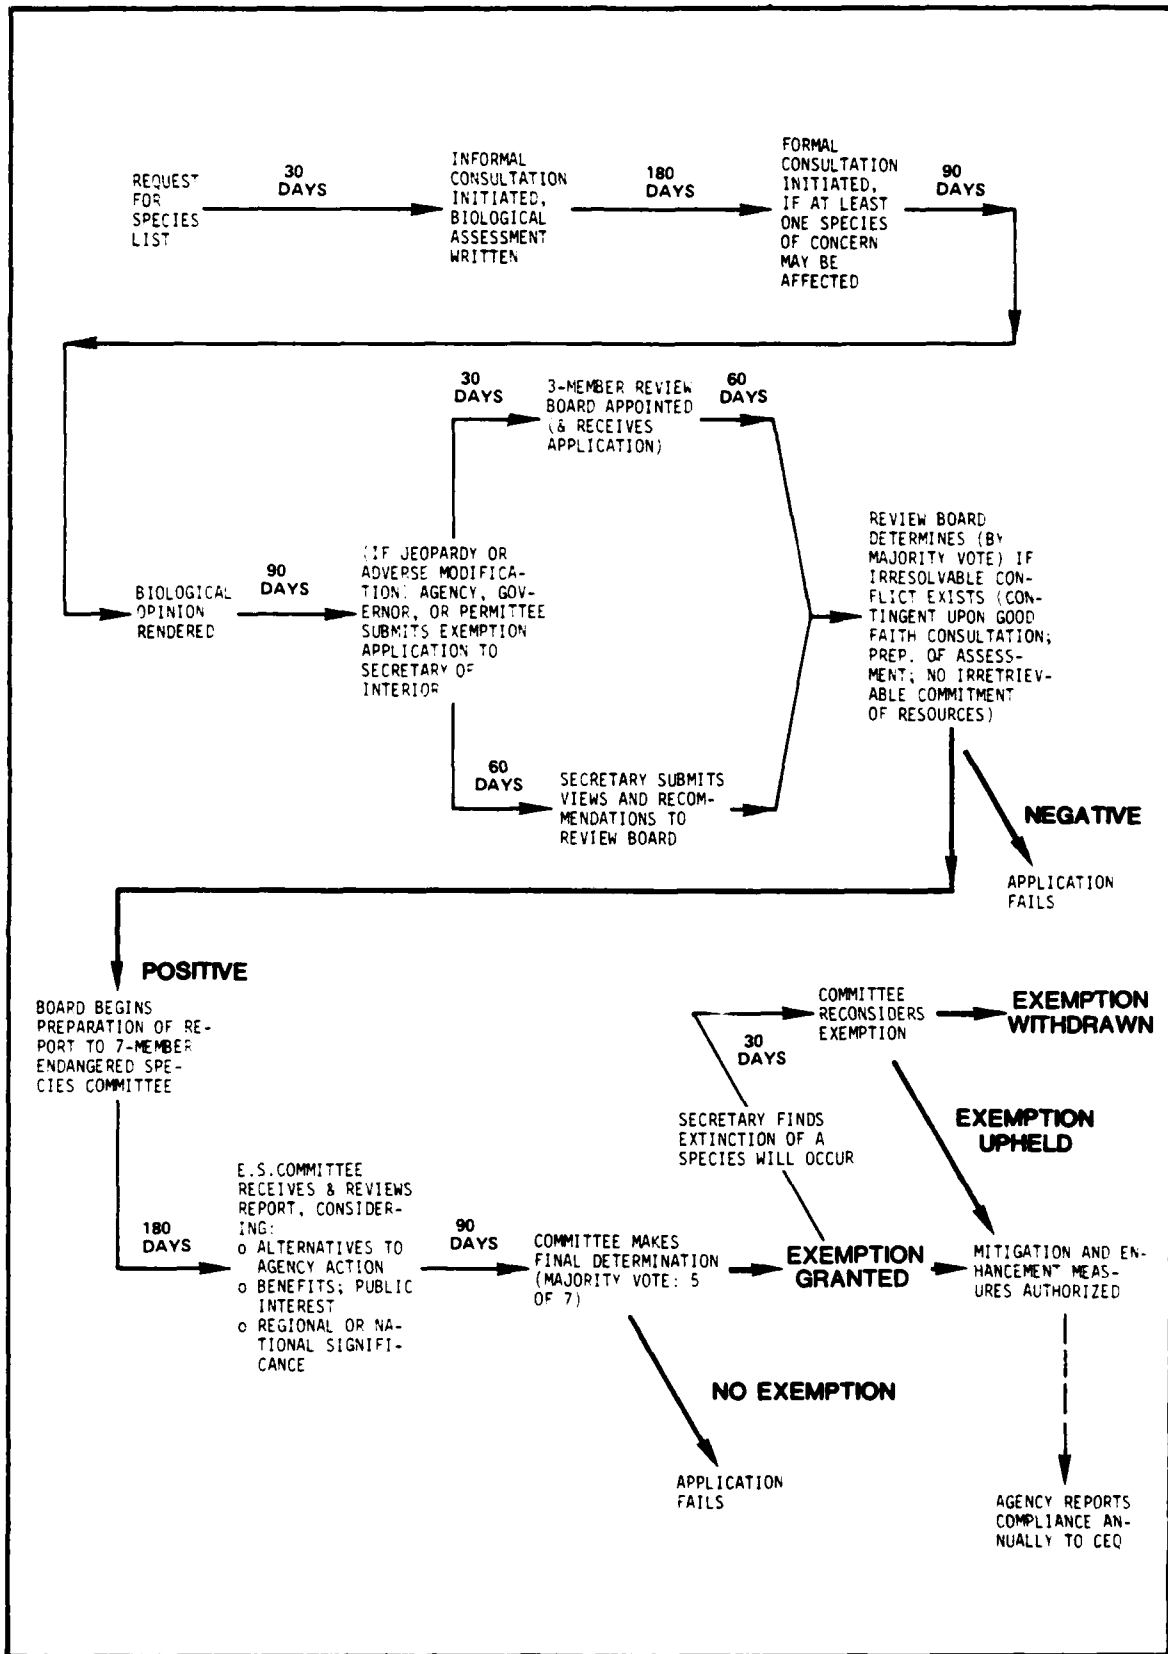 REQUEST
FOR
SPECIES
LIST
30
DAYS
INFORMAL
CONSULTATION
INITIATED,
BIOLOGICAL
ASSESSMENT
WRITTEN
180
DAYS
FORMAL
CONSULTATION
INITIATED,
IF AT LEAST
ONE SPECIES
OF CONCERN
MAY BE
AFFECTED
90
DAYS
BIOLOGICAL
OPINION
RENDERED
90
DAYS
(IF JEOPARDY OR
ADVERSE MODIFICA-
TION) AGENCY, GOV-
ERNOR, OR PERMITTEE
SUBMITS EXEMPTION
APPLICATION TO
SECRETARY OF
INTERIOR
30
DAYS
3-MEMBER REVIEW
BOARD APPOINTED
(& RECEIVES
APPLICATION)
60
DAYS
60
DAYS
SECRETARY SUBMITS
VIEWS AND RECOM-
MENDATIONS TO
REVIEW BOARD
REVIEW BOARD
DETERMINES (BY
MAJORITY VOTE) IF
IRRESOLVABLE CON-
FLICT EXISTS (CON-
TINGENT UPON GOOD
FAITH CONSULTATION;
PREP. OF ASSESS-
MENT; NO IRRETRIEV-
ABLE COMMITMENT
OF RESOURCES)
NEGATIVE
APPLICATION
FAILS
POSITIVE
BOARD BEGINS
PREPARATION OF RE-
PORT TO 7-MEMBER
ENDANGERED SPE-
CIES COMMITTEE
180
DAYS
E.S.COMMITTEE
RECEIVES & REVIEWS
REPORT, CONSIDER-
ING:
o ALTERNATIVES TO
AGENCY ACTION
o BENEFITS; PUBLIC
INTEREST
o REGIONAL OR NA-
TIONAL SIGNIFI-
CANCE
90
DAYS
COMMITTEE MAKES
FINAL DETERMINATION
(MAJORITY VOTE: 5
OF 7)
NO EXEMPTION
APPLICATION
FAILS
EXEMPTION
GRANTED
SECRETARY FINDS
EXTINCTION OF A
SPECIES WILL OCCUR
30
DAYS
COMMITTEE
RECONSIDERS
EXEMPTION
EXEMPTION
WITHDRAWN
EXEMPTION
UPHELD
MITIGATION AND EN-
HANCEMENT MEAS-
URES AUTHORIZED
AGENCY REPORTS
COMPLIANCE AN-
NUALLY TO CEQ